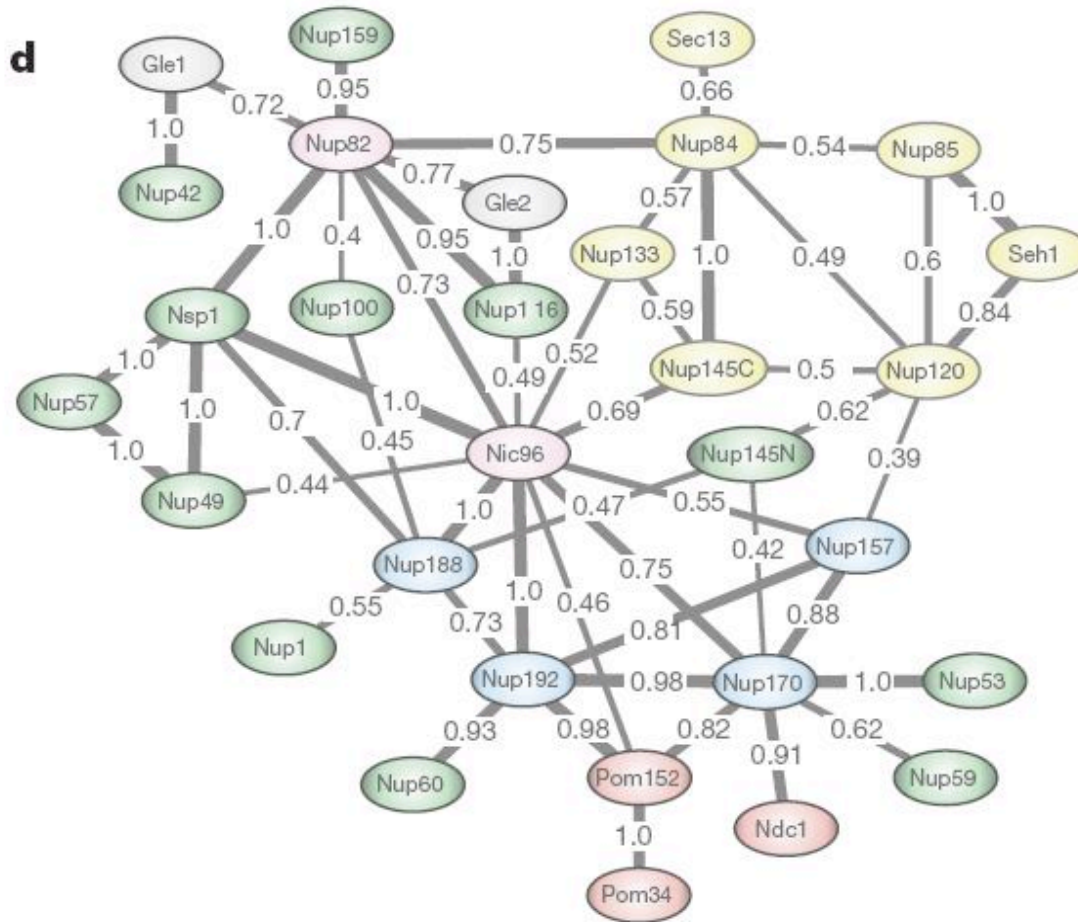 d
Nup159
Sec13
Gle1
0.95
0.66
0.72
1.0
Nup82
0.75
Nup84
0.54
Nup85
0.77
Nup42
Gle2
0.57
1.0
1.0
0.4
0.95
1.0
Nup133
1.0
0.49
0.6
Seh1
0.73
Nsp1
Nup100
Nup1 16
0.59
0.84
0.52
1.0
0.49
Nup145C
0.5
Nup120
Nup57
1.0
1.0
0.69
0.62
0.7
1.0
0.45
Nic96
Nup145N
0.39
Nup49
0.44
0.47
0.55
1.0
Nup188
0.42
Nup157
0.75
1.0
0.46
0.55
0.73
0.81
0.88
Nup1
Nup192
0.98
Nup170
1.0
Nup53
0.93
0.98
0.82
0.62
0.91
Nup60
Pom152
Nup59
Ndc1
1.0
Pom34